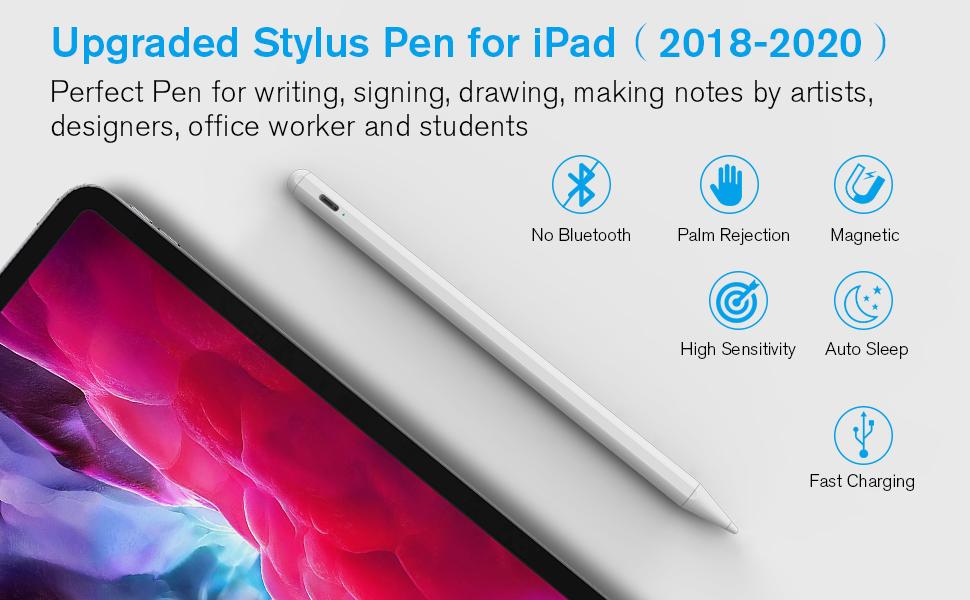 Upgraded Stylus Pen for iPad（2018-2020）
Perfect Pen for writing, signing, drawing, making notes by artists,
designers, office worker and students
No Bluetooth
Palm Rejection
Magnetic
High Sensitivity
Auto Sleep
Fast Charging